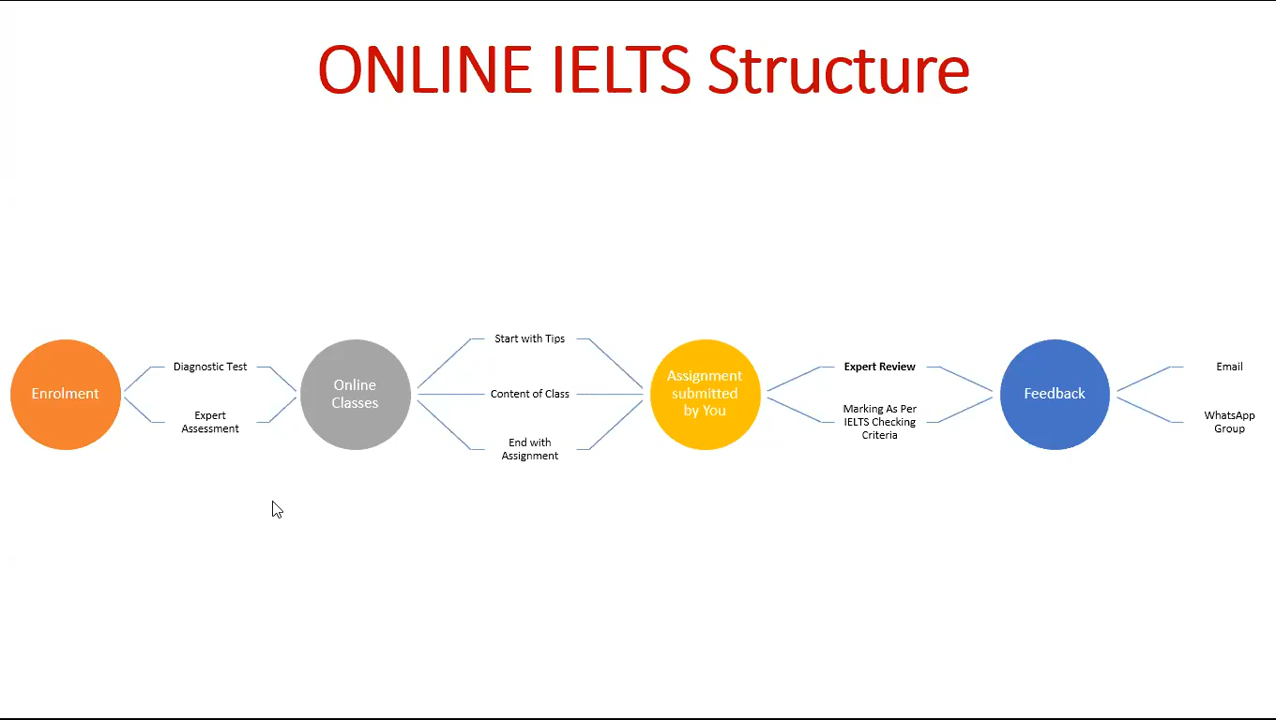 ONLINE IELTS Structure
Enrolment
Diagnostic Test
Expert
Assessment
Online
Classes
Start with Tips
Content of Class
End with
Assignment
Assignment
submitted
by You
Expert Review
Marking As Per
IELTS Checking
Criteria
Feedback
Email
WhatsApp
Group